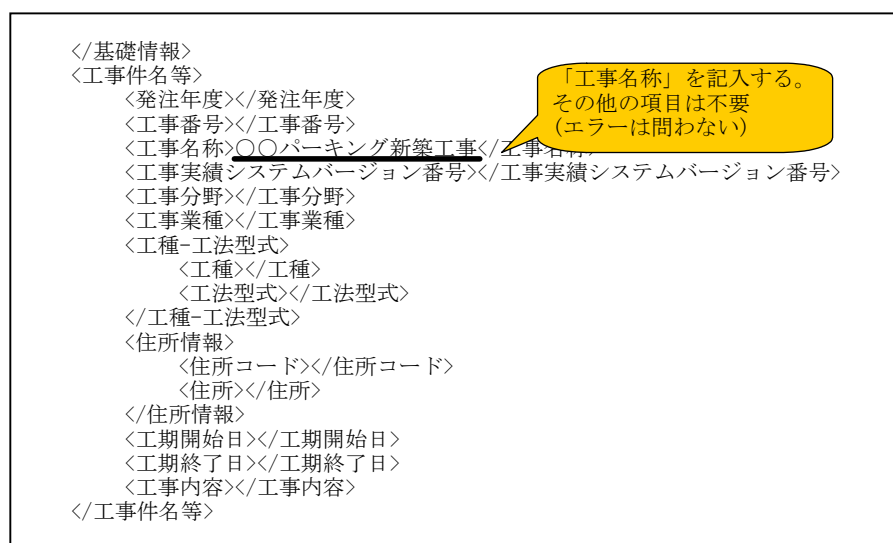 </基礎情報>
<工事件名等>
<発注年度></発注年度>
<工事番号></工事番号>
<工事名称>○○パーキング新築工事</工事名称>
<工事実績システムバージョン番号></工事実績システムバージョン番号>
<工事分野></工事分野>
<工事業種></工事業種>
<工種-工法型式>
<工種></工種>
<工法型式></工法型式>
</工種-工法型式>
<住所情報>
<住所コード></住所コード>
<住所></住所>
</住所情報>
<工期開始日></工期開始日>
<工期終了日></工期終了日>
<工事内容></工事内容>
</工事件名等>
「工事名称」を記入する。
その他の項目は不要
(エラーは問わない)